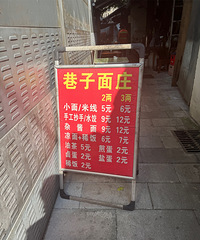 巷子面庄
2两 3两
小面/米线 5元 6元
手工抄手/水饺 9元 12元
杂酱面 9元 12元
凉面+稀饭 6元 7元
油茶 5元 煎蛋 2元
卤蛋 2元 盐蛋 2元
稀饭 2元